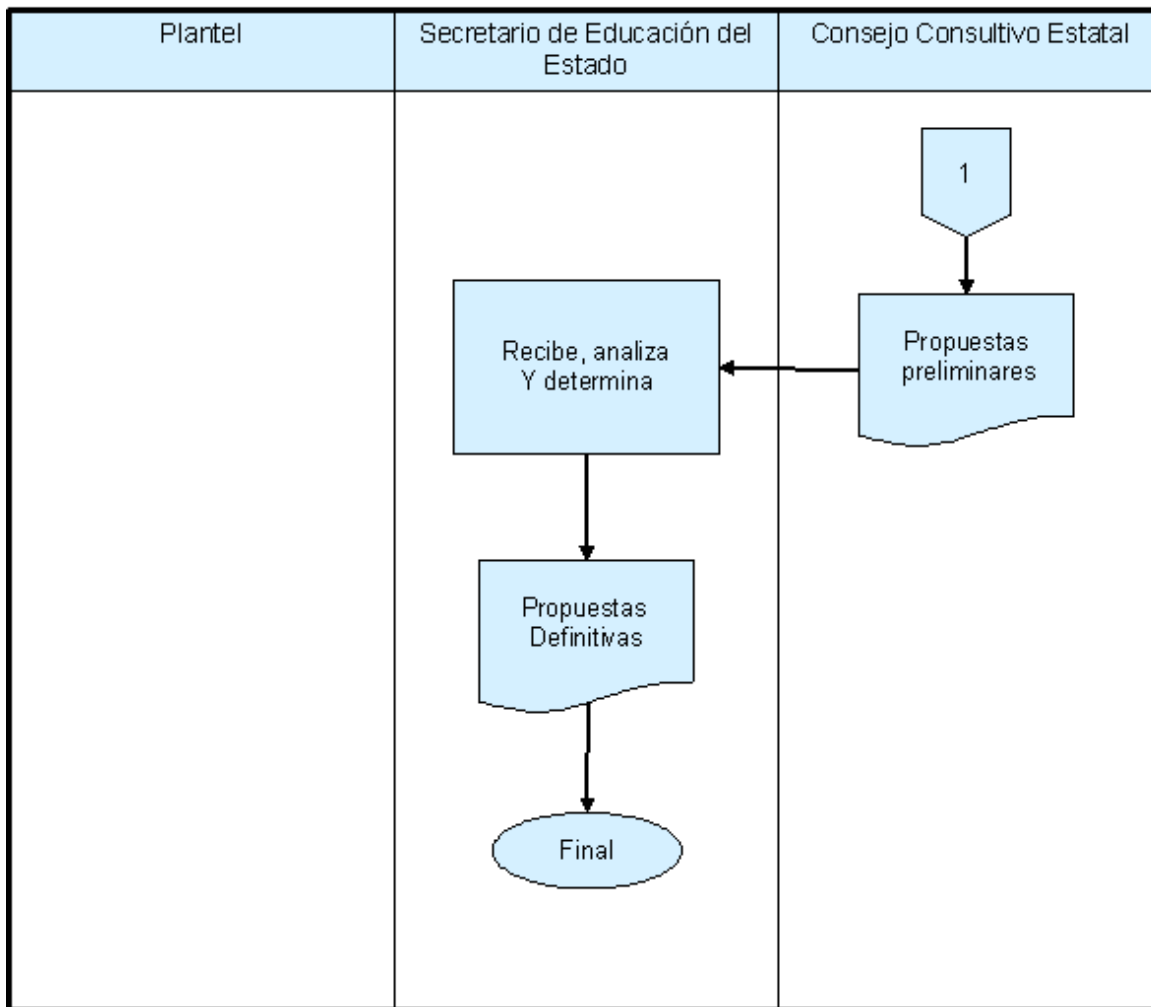 Plantel
Secretario de Educación del
Estado
Consejo Consultivo Estatal
1
Propuestas
preliminares
Recibe, analiza
Y determina
Propuestas
Definitivas
Final